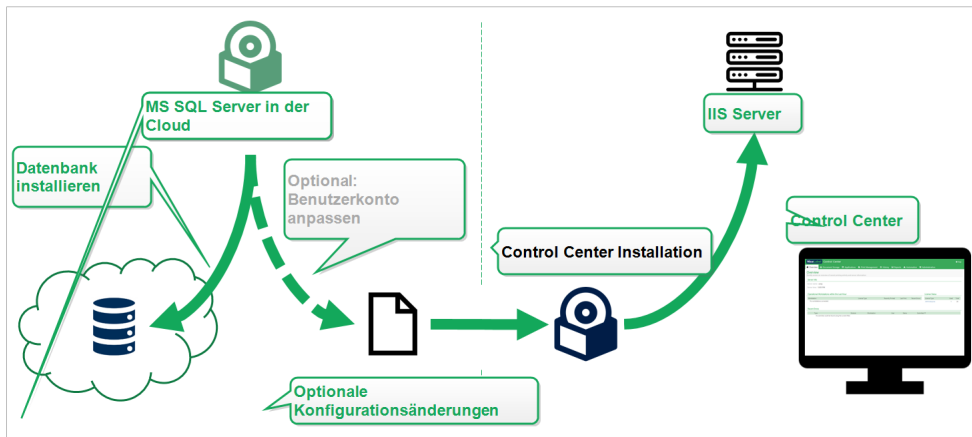 MS SQL Server in der
Cloud
IIS Server
Datenbank
installieren
Optional:
Benutzerkonto
anpassen
Control Center
Control Center Installation
Optionale
Konfigurationsänderungen